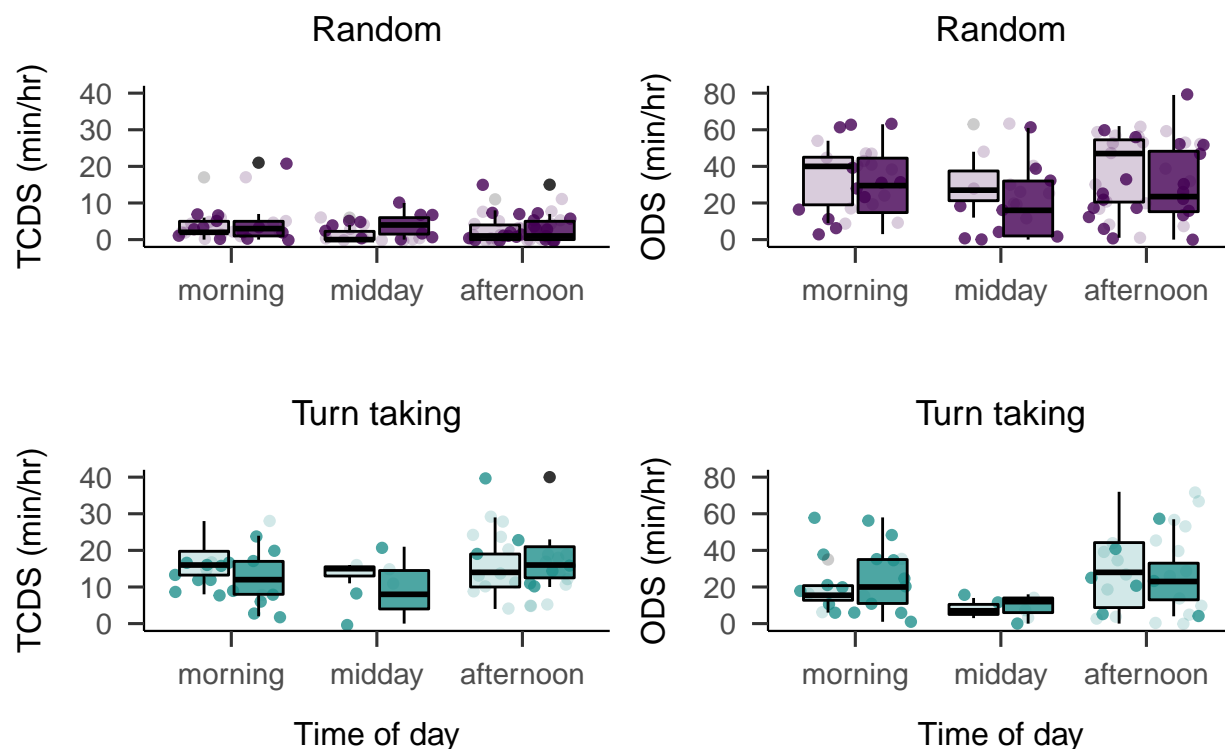 Random
TCDS (min/hr)
40
30
20
10
0
morning midday afternoon
Random
ODS (min/hr)
80
60
40
20
0
morning midday afternoon
Turn taking
TCDS (min/hr)
40
30
20
10
0
morning midday afternoon
Time of day
Turn taking
ODS (min/hr)
80
60
40
20
0
morning midday afternoon
Time of day